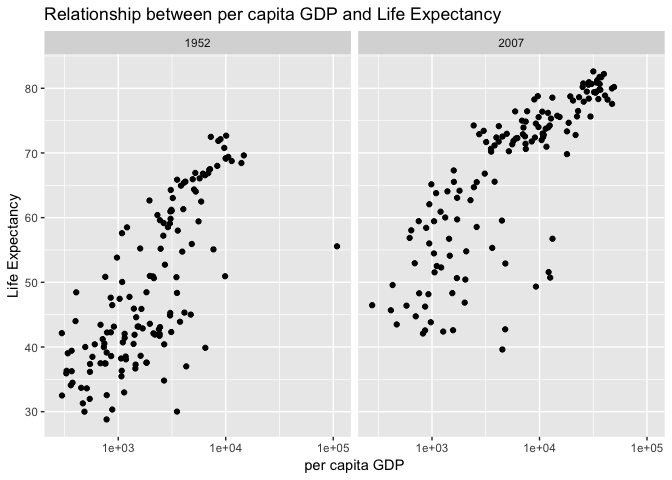 Relationship between per capita GDP and Life Expectancy
1952 2007
Life Expectancy
80
70
60
50
40
30
1e+03 1e+04 1e+05 1e+03 1e+04 1e+05
per capita GDP